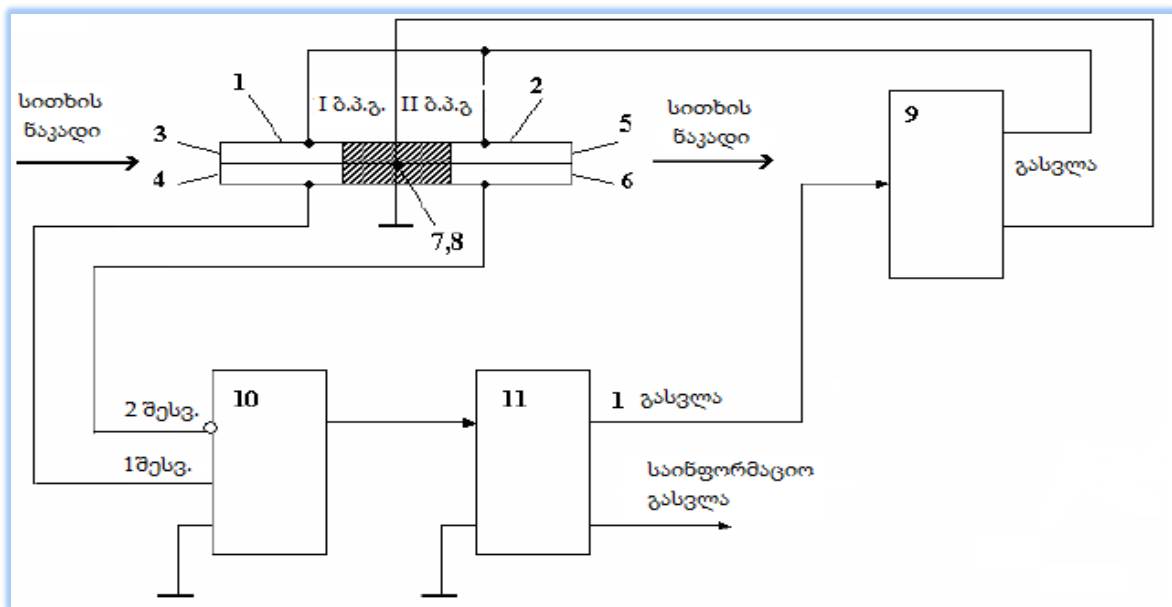 1
I ბ.პ.გ. II ბ.პ.გ
2
9
სითხის
ნაკადი
სითხის
ნაკადი
3
5
4
6
გასვლა
7,8
10
11
1 გასვლა
2 შესვ.
1შესვ.
საინფორმაციო
გასვლა